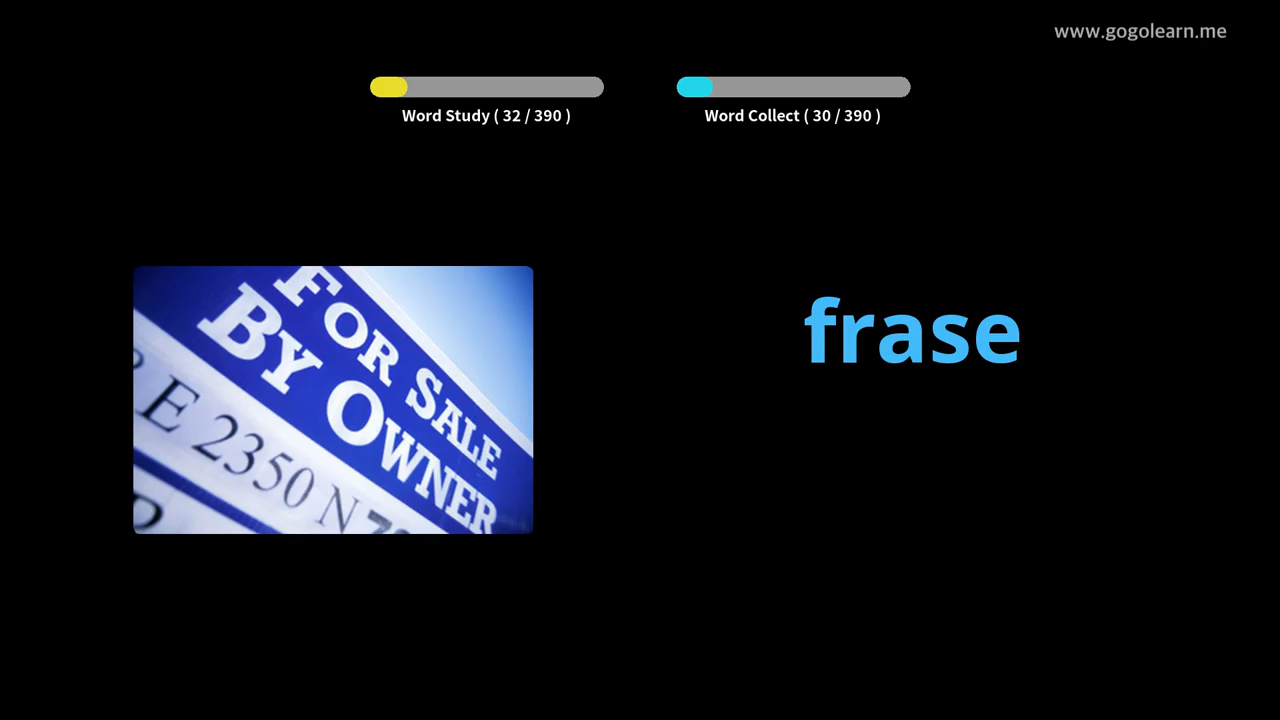 www.gogolearn.me
Word Study ( 32 / 390 )
Word Collect ( 30 / 390 )
FOR SALE
BY OWNER
E 2350 N
frase